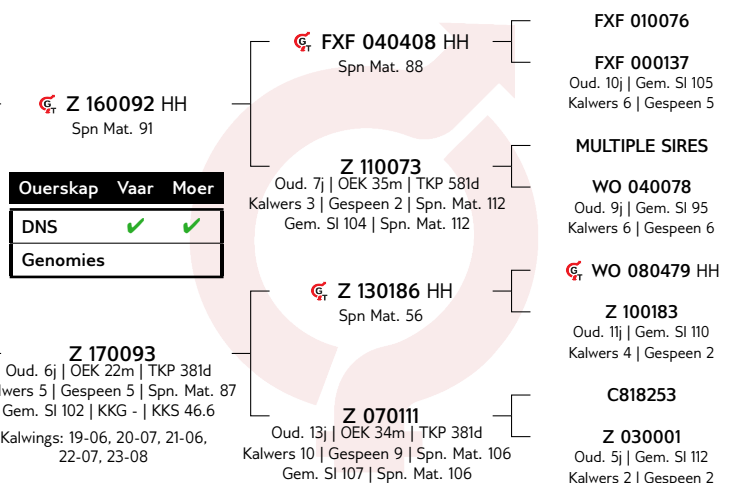 FXF 010076
FXF 040408 HH
Spn Mat. 88
FXF 000137
Oud. 10j | Gem. SI 105
Kalwers 6 | Gespeen 5
Z 160092 HH
Spn Mat. 91
MULTIPLE SIRES
Z 110073
Oud. 7j | OEK 35m | TKP 581d
Kalwers 3 | Gespeen 2 | Spn. Mat. 112
Gem. SI 104 | Spn. Mat. 112
WO 040078
Oud. 9j | Gem. SI 95
Kalwers 6 | Gespeen 6
Ouerskap Vaar Moer
DNS ✔ ✔
Genomies
WO 080479 HH
Z 130186 HH
Spn Mat. 56
Z 100183
Oud. 11j | Gem. SI 110
Kalwers 4 | Gespeen 2
Z 170093
Oud. 6j | OEK 22m | TKP 381d
lwers 5 | Gespeen 5 | Spn. Mat. 87
Gem. SI 102 | KKG - | KKS 46.6
Kalwings: 19-06, 20-07, 21-06,
22-07, 23-08
C818253
Z 070111
Oud. 13j | OEK 34m | TKP 381d
Kalwers 10 | Gespeen 9 | Spn. Mat. 106
Gem. SI 107 | Spn. Mat. 106
Z 030001
Oud. 5j | Gem. SI 112
Kalwers 2 | Gespeen 2